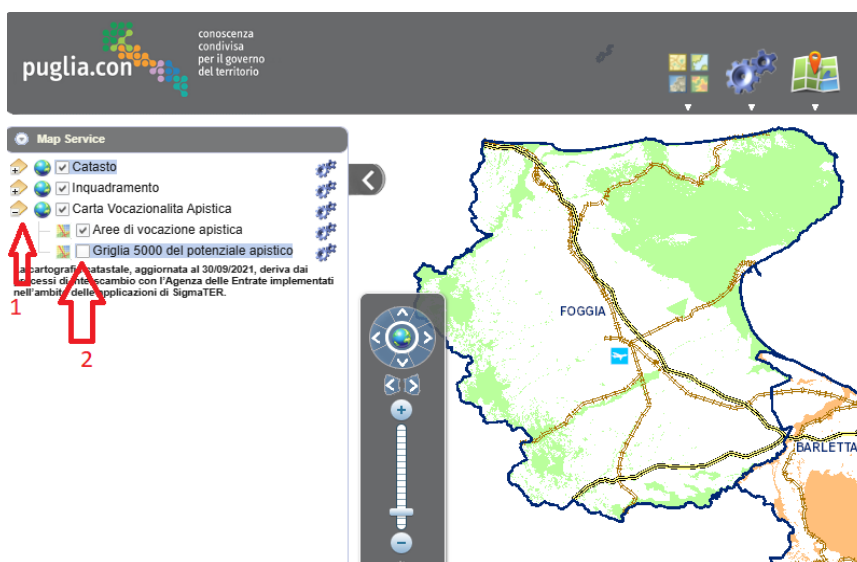 puglia.con
conoscenza
condivisa
per il governo
del territorio
Map Service
Catasto
Inquadramento
Carta Vocazionalita Apistica
Aree di vocazione apistica
Griglia 5000 del potenziale apistico
cartografia catastale, aggiornata al 30/09/2021, deriva dai
di interscambio con l'Agenzia delle Entrate implementati
nell'ambito delle applicazioni di SigmaTER.
1
2
FOGGIA
BARLETTA